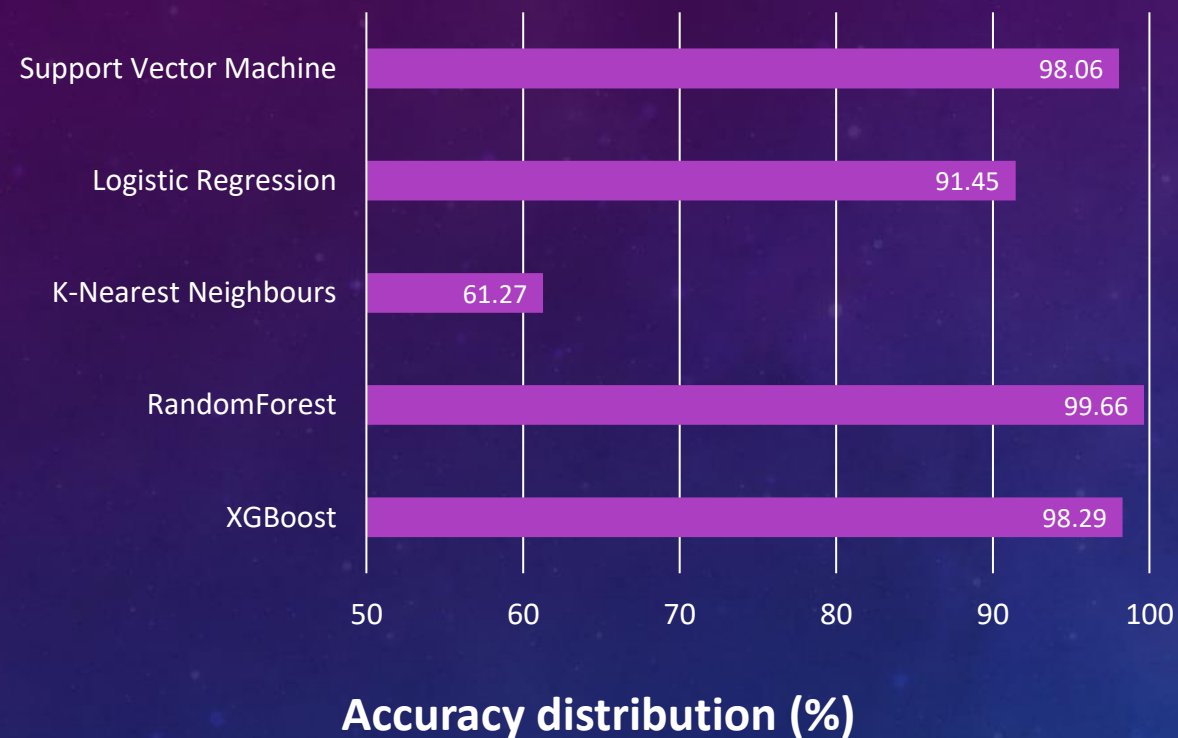 Support Vector Machine
98.06
Logistic Regression
91.45
K-Nearest Neighbours
61.27
RandomForest
99.66
XGBoost
98.29
50 60 70 80 90 100
Accuracy distribution (%)